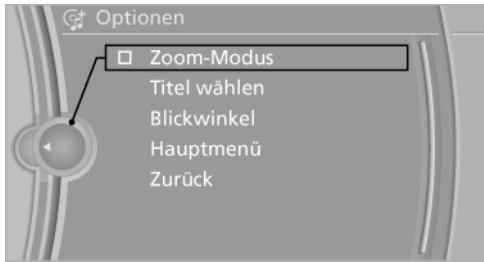 Optionen
Zoom-Modus
Titel wählen
Blickwinkel
Hauptmenü
Zurück